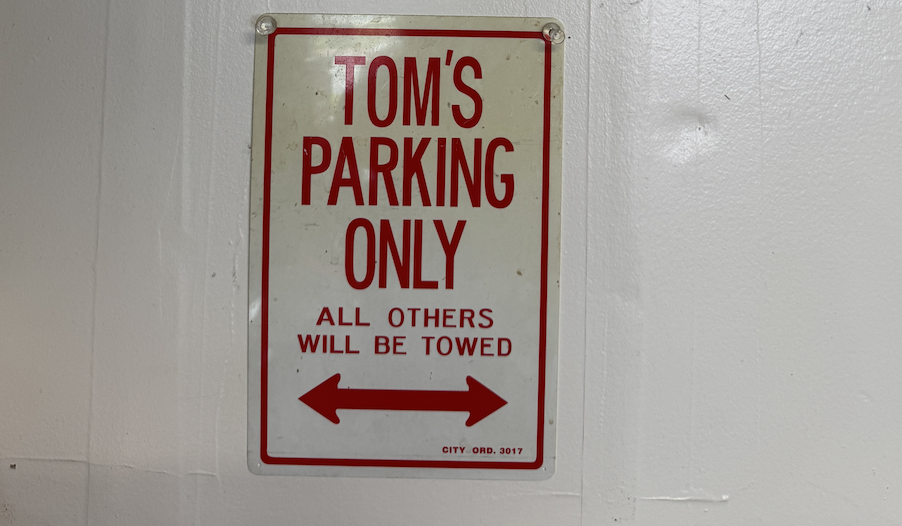 TOM'S
PARKING
ONLY
ALL OTHERS
WILL BE TOWED
CITY ORD. 3017